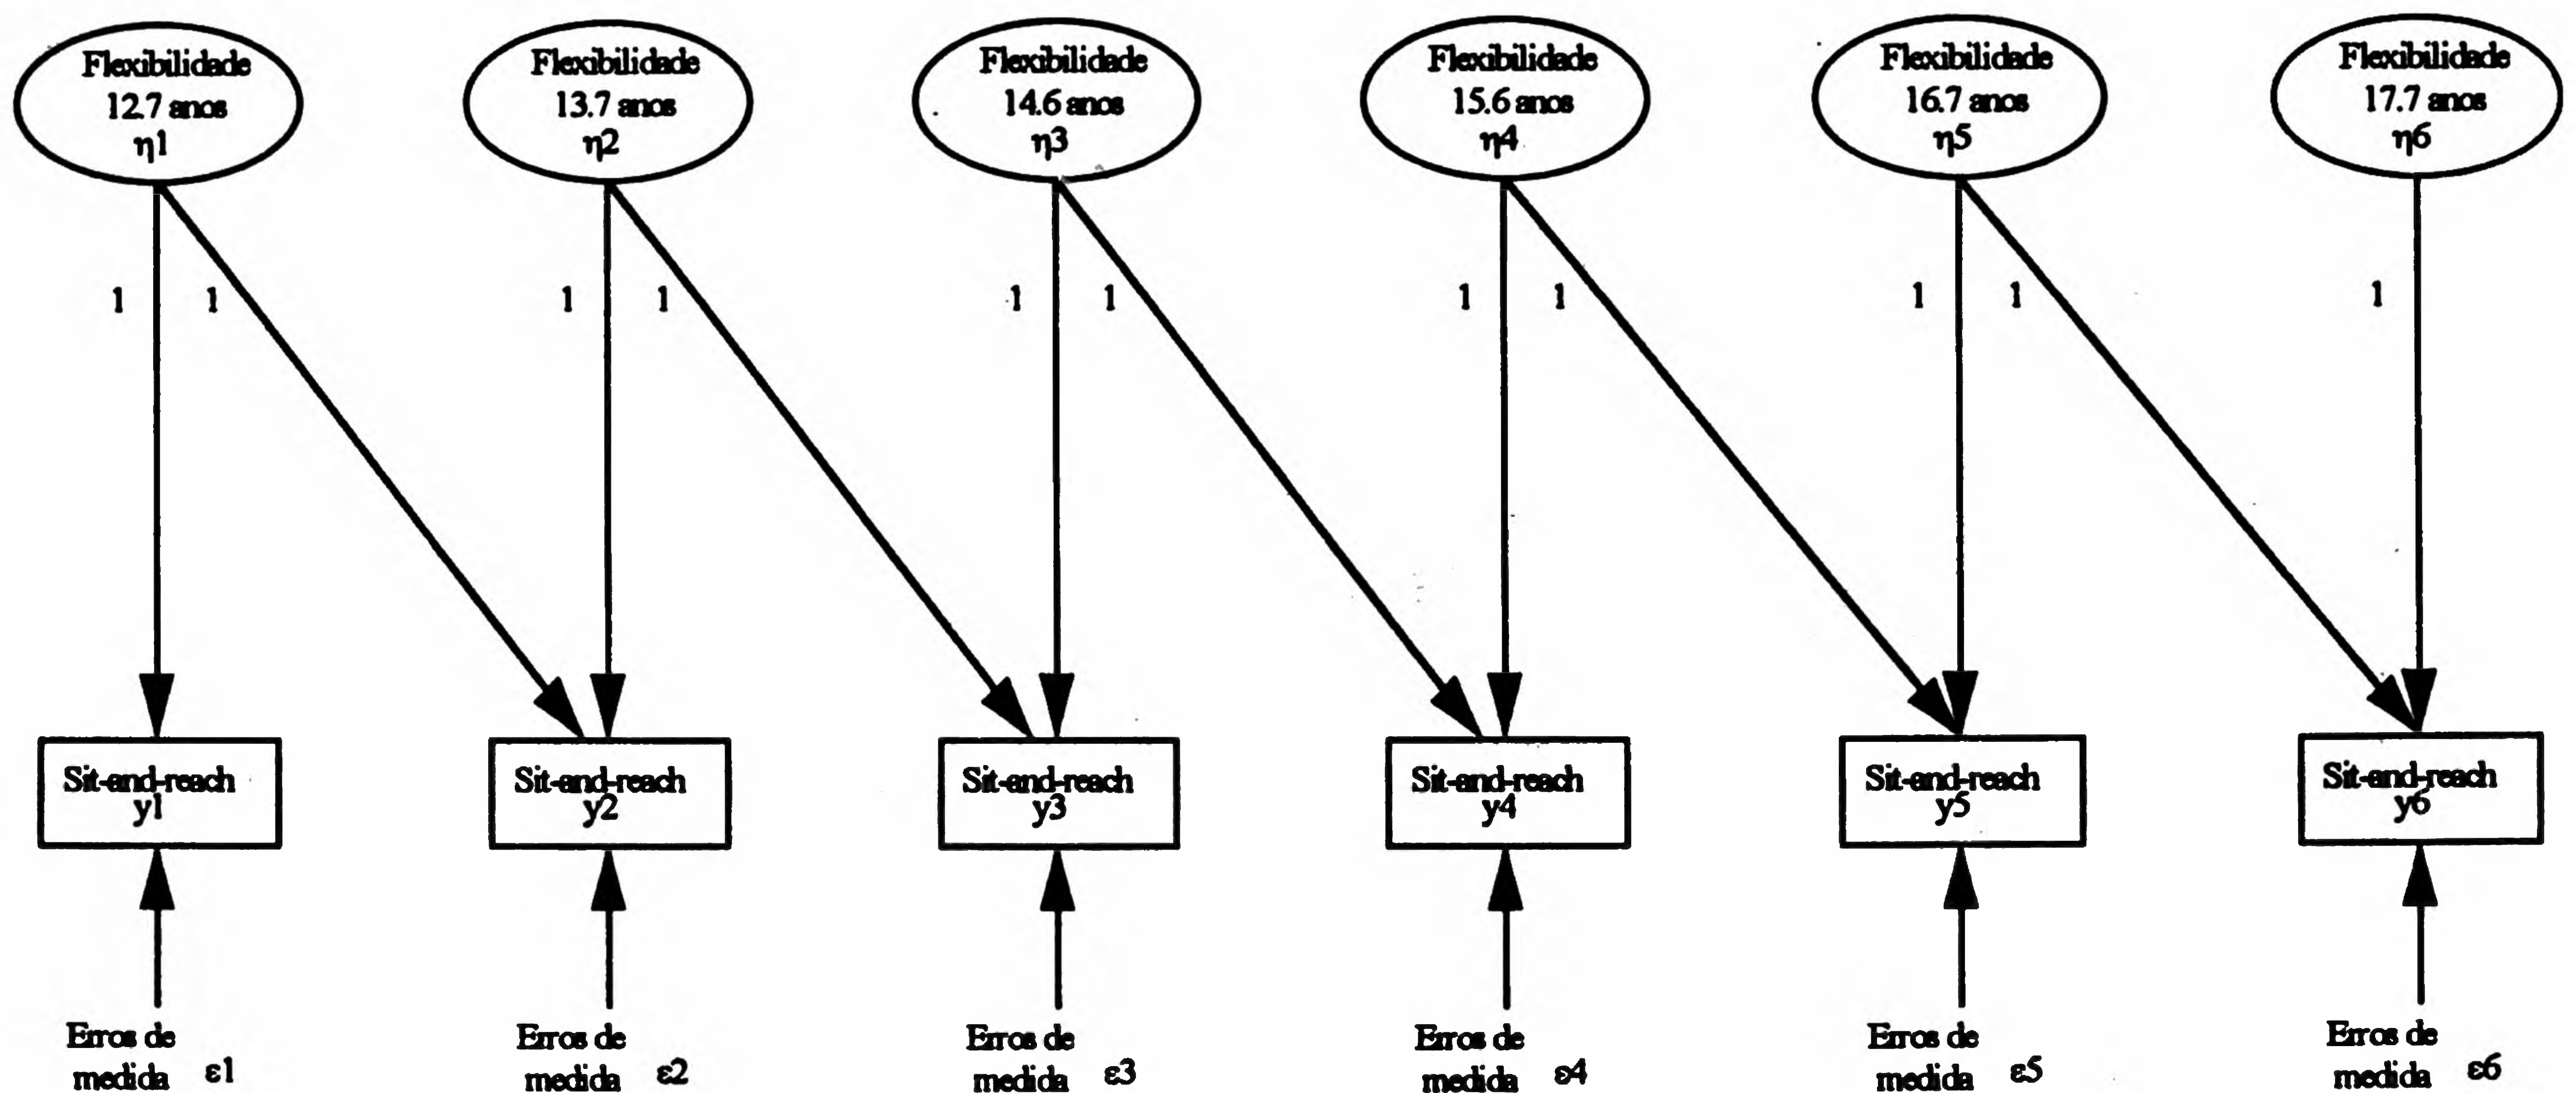 Flexibilidade
12.7 anos
η1
Flexibilidade
13.7 anos
η2
Flexibilidade
14.6 anos
η3
Flexibilidade
15.6 anos
η4
Flexibilidade
16.7 anos
η5
Flexibilidade
17.7 anos
η6
1 1 1 1 1 1 1 1 1 1 1
Sit-and-reach
y1
Sit-and-reach
y2
Sit-and-reach
y3
Sit-and-reach
y4
Sit-and-reach
y5
Sit-and-reach
y6
Erros de
medida ε1
Erros de
medida ε2
Erros de
medida ε3
Erros de
medida ε4
Erros de
medida ε5
Erros de
medida ε6